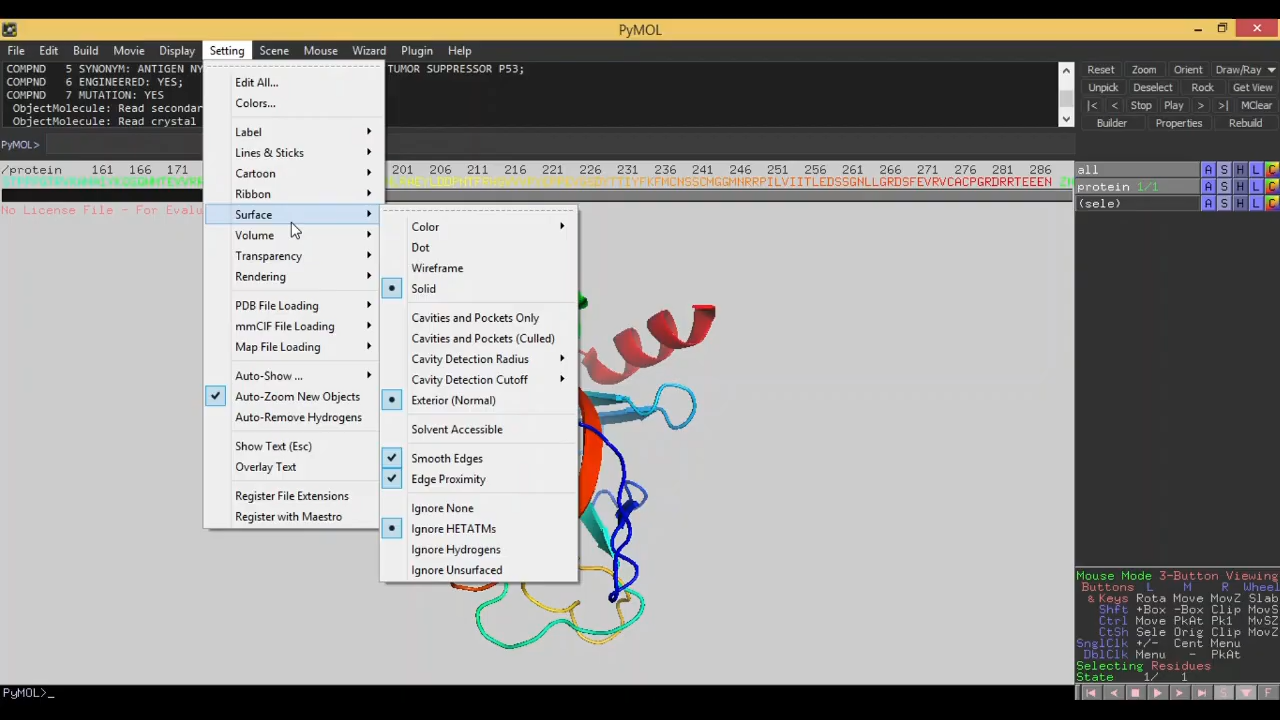 PyMOL
File Edit Build Movie Display Setting Scene Mouse Wizard Plugin Help
COMPND 5 SYNONYM: ANTIGEN NY TUMOR SUPPRESSOR P53;
COMPND 6 ENGINEERED: YES;
COMPND 7 MUTATION: YES
ObjectMolecule: Read secondar
ObjectMolecule: Read crystal
Reset Zoom Orient Draw/Ray
Unpick Deselect Rock Get View
|< < Stop Play > >| MClear
Builder Properties Rebuild
PyMOL>
/protein 161 166 171 201 206 211 216 221 226 231 236 241 246 251 256 261 266 271 276 281 286
No License File - For Evalu
Edit All...
Colors...
Label
Lines & Sticks
Cartoon
Ribbon
Surface
Volume
Transparency
Rendering
PDB File Loading
mmCIF File Loading
Map File Loading
Auto-Show ...
Auto-Zoom New Objects
Auto-Remove Hydrogens
Show Text (Esc)
Overlay Text
Register File Extensions
Register with Maestro
Color
Dot
Wireframe
Solid
Cavities and Pockets Only
Cavities and Pockets (Culled)
Cavity Detection Radius
Cavity Detection Cutoff
Exterior (Normal)
Solvent Accessible
Smooth Edges
Edge Proximity
Ignore None
Ignore HETATMs
Ignore Hydrogens
Ignore Unsurfaced
all A S H L C
protein 1/1 A S H L C
(sele) A S H L C
Mouse Mode 3-Button Viewing
Buttons L M R Wheel
& Keys Rota Move MovZ Slab
Shft +Box -Box Clip MovS
Ctrl Move PkAt Pk1 MvSZ
CtSh Sele Orig Clip MovZ
SnglClk +/- Cent Menu
DblClk Menu - PkAt
Selecting Residues
State 1/ 1
S F
PyMOL>_